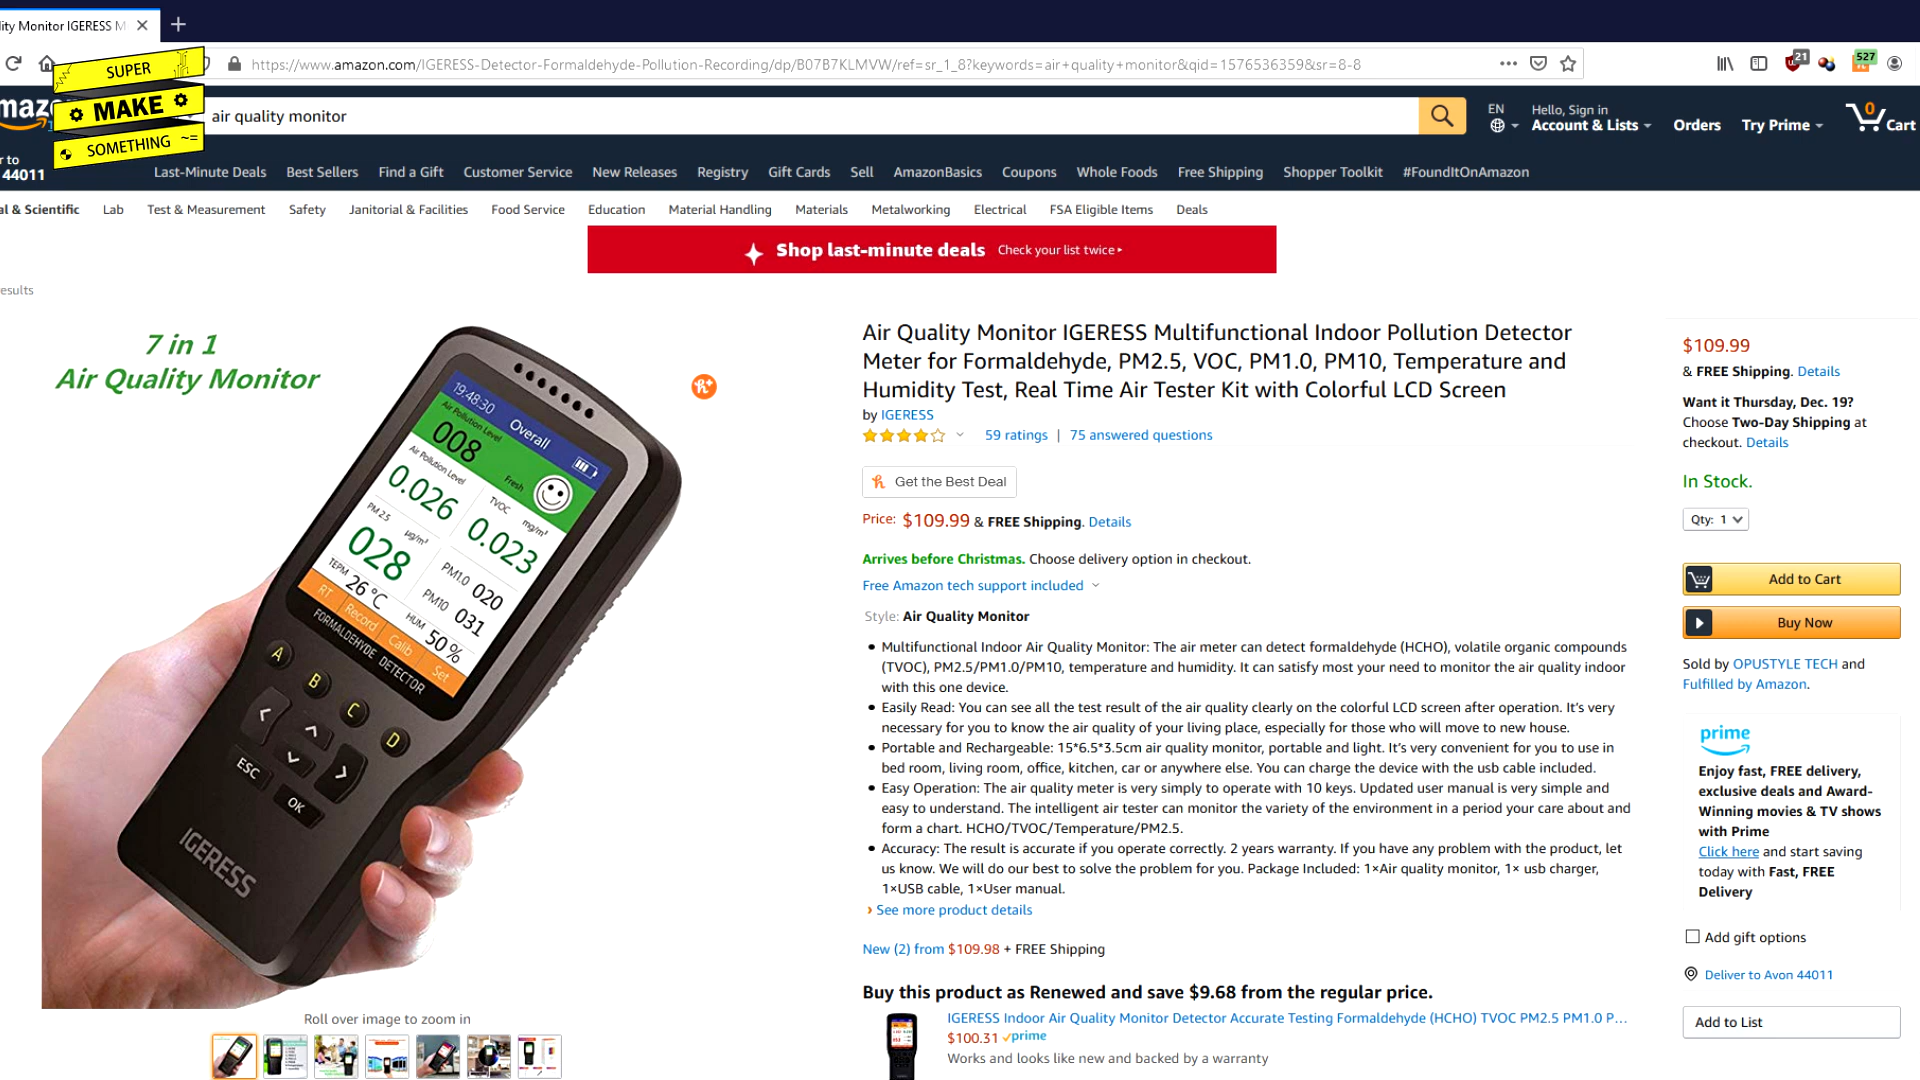 ity Monitor IGERESS M
SUPER
MAKE
SOMETHING ~=
https://www.amazon.com/IGERESS-Detector-Formaldehyde-Pollution-Recording/dp/B07B7KLMVW/ref=sr_1_8?keywords=air+quality+monitor&qid=1576536359&sr=8-8
21
527
maz
air quality monitor
EN
Hello, Sign in
Account & Lists
Orders
Try Prime
0
Cart
r to
44011
Last-Minute Deals Best Sellers Find a Gift Customer Service New Releases Registry Gift Cards Sell AmazonBasics Coupons Whole Foods Free Shipping Shopper Toolkit #FoundItOnAmazon
al & Scientific Lab Test & Measurement Safety Janitorial & Facilities Food Service Education Material Handling Materials Metalworking Electrical FSA Eligible Items Deals
Shop last-minute deals Check your list twice
esults
7 in 1
Air Quality Monitor
19:48:30 Overall
Air Pollution Level
008
Fresh
Air Pollution Level
0.026
TVOC mg/m³
0.023
PM 2.5 µg/m³
028
PM1.0 020
PM10 031
TEPM 26 °C
HUM 50 %
RT Record Calib Set
FORMALDEHYDE DETECTOR
A
B
C
D
ESC
OK
IGERESS
Roll over image to zoom in
Air Quality Monitor IGERESS Multifunctional Indoor Pollution Detector
Meter for Formaldehyde, PM2.5, VOC, PM1.0, PM10, Temperature and
Humidity Test, Real Time Air Tester Kit with Colorful LCD Screen
by IGERESS
59 ratings | 75 answered questions
Get the Best Deal
Price: $109.99 & FREE Shipping. Details
Arrives before Christmas. Choose delivery option in checkout.
Free Amazon tech support included
Style: Air Quality Monitor
• Multifunctional Indoor Air Quality Monitor: The air meter can detect formaldehyde (HCHO), volatile organic compounds
(TVOC), PM2.5/PM1.0/PM10, temperature and humidity. It can satisfy most your need to monitor the air quality indoor
with this one device.
• Easily Read: You can see all the test result of the air quality clearly on the colorful LCD screen after operation. It's very
necessary for you to know the air quality of your living place, especially for those who will move to new house.
• Portable and Rechargeable: 15*6.5*3.5cm air quality monitor, portable and light. It's very convenient for you to use in
bed room, living room, office, kitchen, car or anywhere else. You can charge the device with the usb cable included.
• Easy Operation: The air quality meter is very simply to operate with 10 keys. Updated user manual is very simple and
easy to understand. The intelligent air tester can monitor the variety of the environment in a period your care about and
form a chart. HCHO/TVOC/Temperature/PM2.5.
• Accuracy: The result is accurate if you operate correctly. 2 years warranty. If you have any problem with the product, let
us know. We will do our best to solve the problem for you. Package Included: 1×Air quality monitor, 1× usb charger,
1×USB cable, 1×User manual.
› See more product details
New (2) from $109.98 + FREE Shipping
Buy this product as Renewed and save $9.68 from the regular price.
IGERESS Indoor Air Quality Monitor Detector Accurate Testing Formaldehyde (HCHO) TVOC PM2.5 PM1.0 P…
$100.31 prime
Works and looks like new and backed by a warranty
$109.99
& FREE Shipping. Details
Want it Thursday, Dec. 19?
Choose Two-Day Shipping at
checkout. Details
In Stock.
Qty: 1
Add to Cart
Buy Now
Sold by OPUSTYLE TECH and
Fulfilled by Amazon.
prime
Enjoy fast, FREE delivery,
exclusive deals and Award-
Winning movies & TV shows
with Prime
Click here and start saving
today with Fast, FREE
Delivery
Add gift options
Deliver to Avon 44011
Add to List